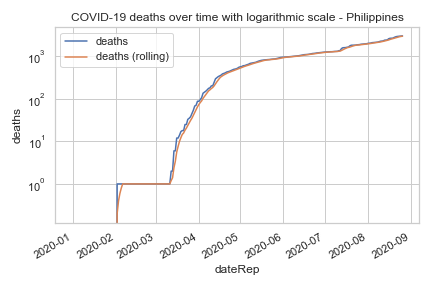 COVID-19 deaths over time with logarithmic scale - Philippines
deaths
deaths (rolling)
10³
10²
10¹
10⁰
deaths
2020-01
2020-02
2020-03
2020-04
2020-05
2020-06
2020-07
2020-08
2020-09
dateRep